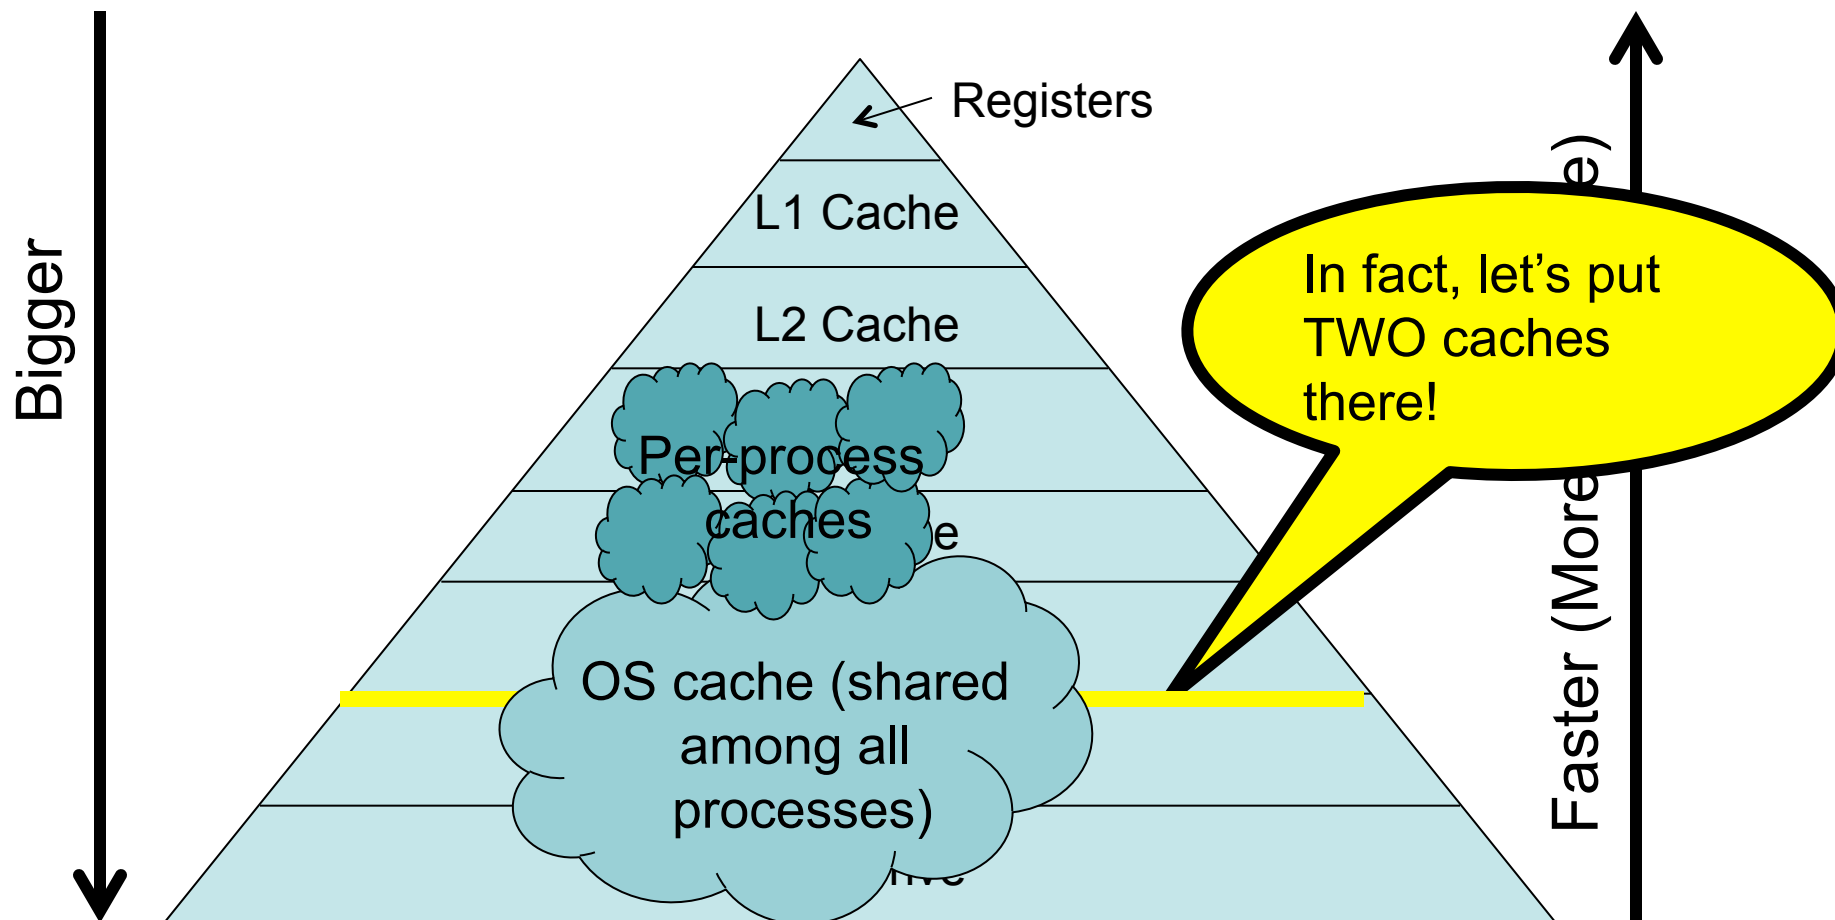 Registers
L1 Cache
Bigger
L2 Cache
In fact, let’s put
TWO caches
there!
Per-process
caches
Faster (More
OS cache (shared
among all
processes)